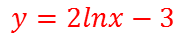 y = 2lnx − 3